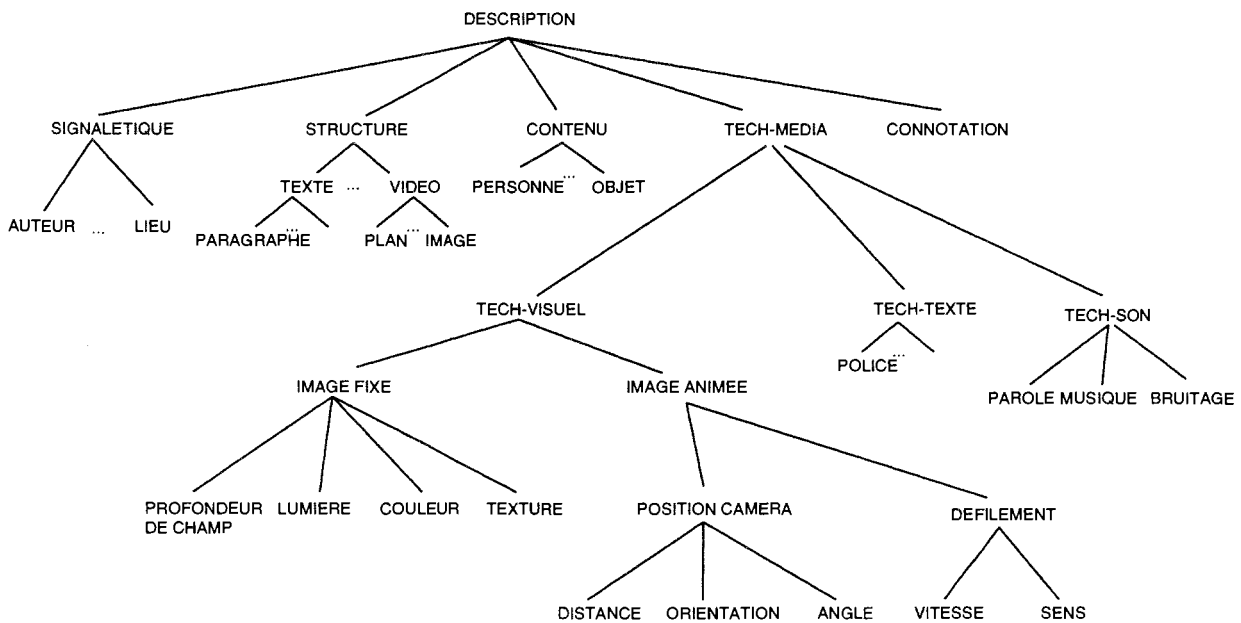 DESCRIPTION
SIGNALETIQUE STRUCTURE CONTENU TECH-MEDIA CONNOTATION
TEXTE ... VIDEO PERSONNE ... OBJET
AUTEUR ... LIEU PARAGRAPHE ... PLAN ... IMAGE
TECH-VISUEL TECH-TEXTE TECH-SON
POLICE ...
IMAGE FIXE IMAGE ANIMEE PAROLE MUSIQUE BRUITAGE
PROFONDEUR LUMIERE COULEUR TEXTURE POSITION CAMERA DEFILEMENT
DE CHAMP
DISTANCE ORIENTATION ANGLE VITESSE SENS